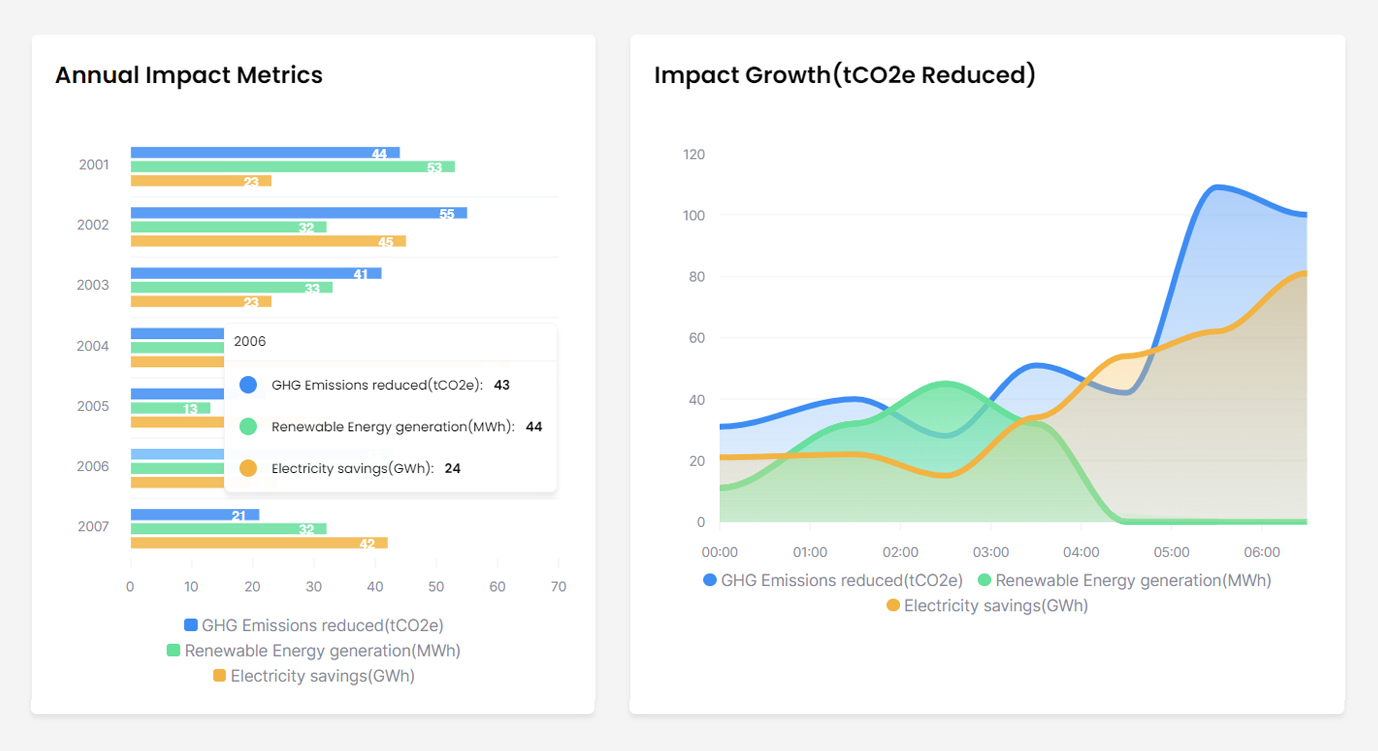 Annual Impact Metrics
2001
44
53
23
2002
55
32
45
2003
41
33
23
2004
2005
13
2006
2007
21
32
42
2006
GHG Emissions reduced(tCO2e): 43
Renewable Energy generation(MWh): 44
Electricity savings(GWh): 24
0 10 20 30 40 50 60 70
GHG Emissions reduced(tCO2e)
Renewable Energy generation(MWh)
Electricity savings(GWh)
Impact Growth(tCO2e Reduced)
120
100
80
60
40
20
0
00:00 01:00 02:00 03:00 04:00 05:00 06:00
GHG Emissions reduced(tCO2e) Renewable Energy generation(MWh)
Electricity savings(GWh)